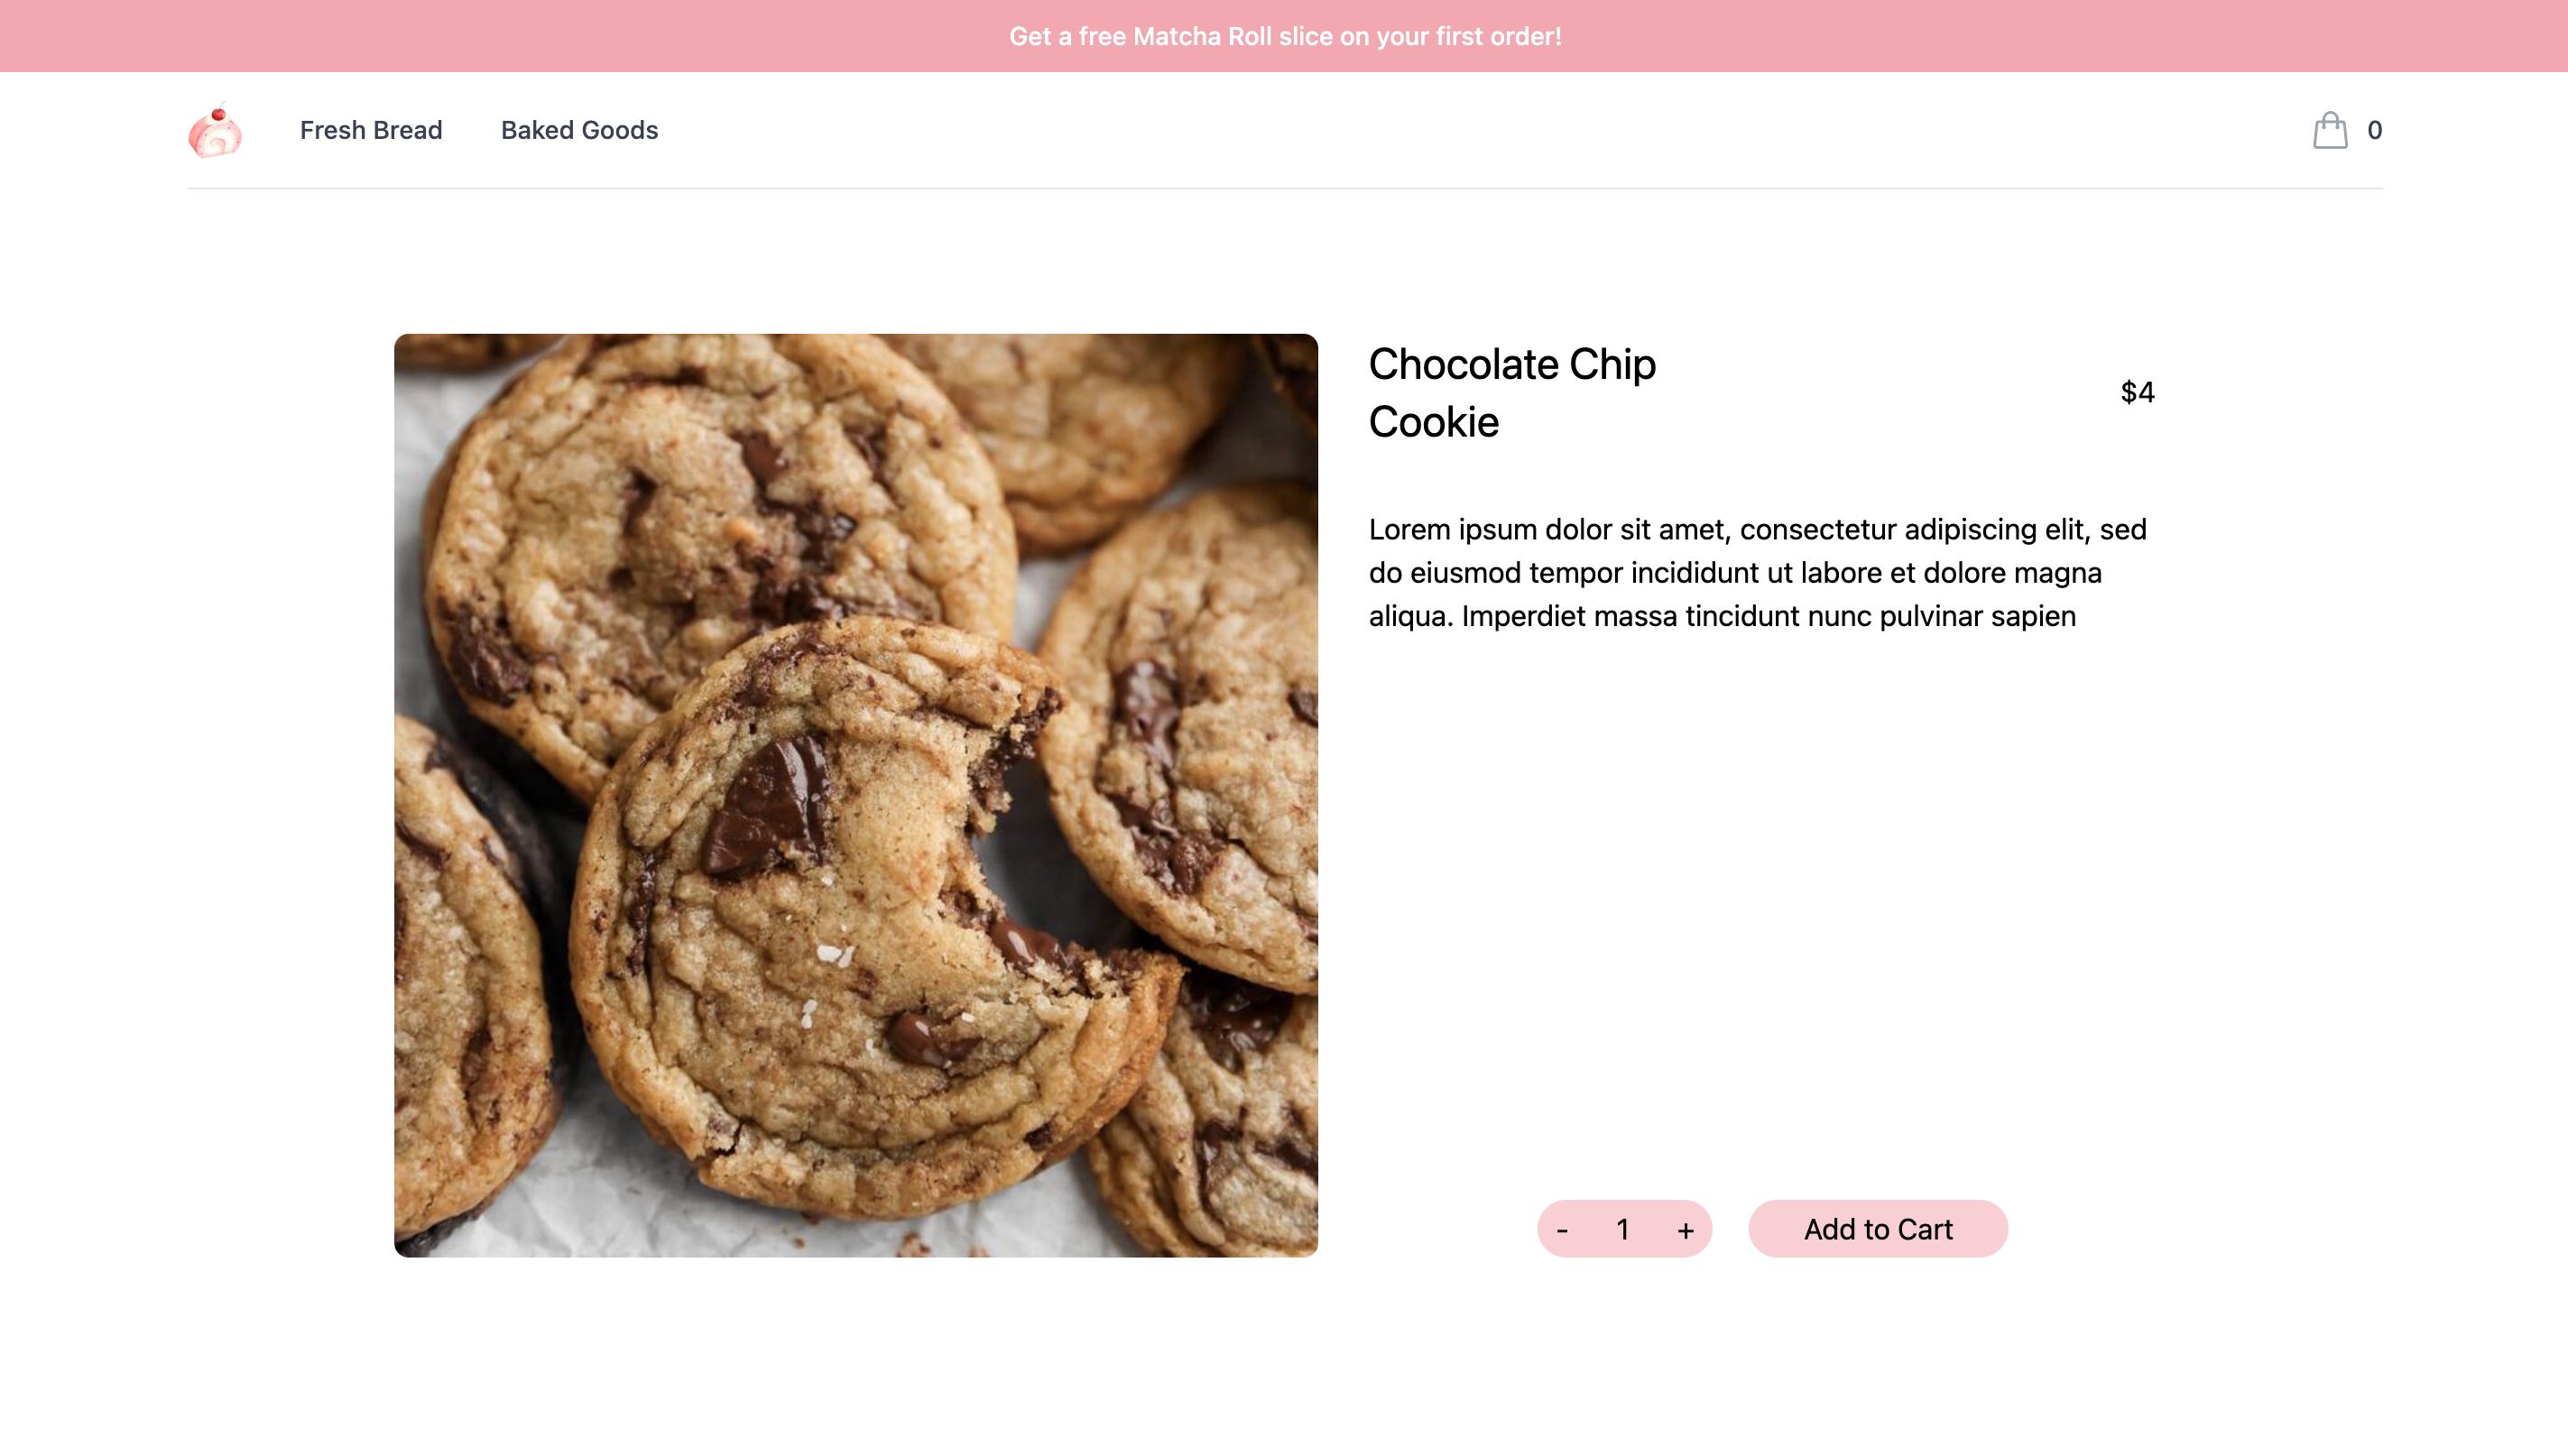 Get a free Matcha Roll slice on your first order!
Fresh Bread
Baked Goods
0
Chocolate Chip
Cookie
$4
Lorem ipsum dolor sit amet, consectetur adipiscing elit, sed
do eiusmod tempor incididunt ut labore et dolore magna
aliqua. Imperdiet massa tincidunt nunc pulvinar sapien
- 1 +
Add to Cart